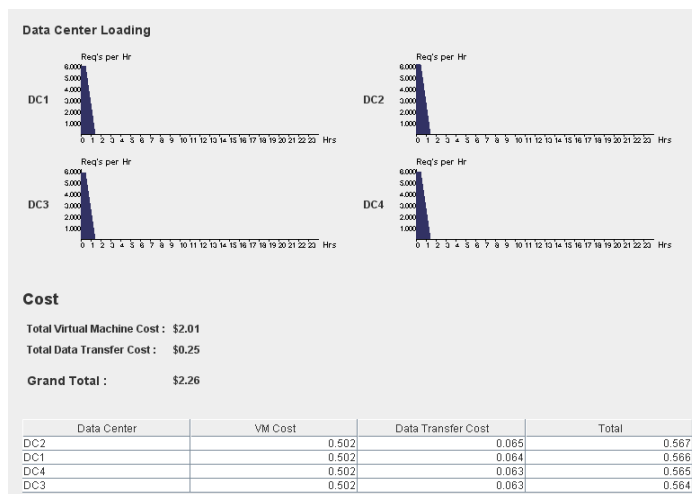 Data Center Loading
Req's per Hr
DC1
6.000
5.000
4.000
3.000
2.000
1.000
0 1 2 3 4 5 6 7 8 9 10 11 12 13 14 15 16 17 18 19 20 21 22 23 Hrs
Req's per Hr
DC2
6.000
5.000
4.000
3.000
2.000
1.000
0 1 2 3 4 5 6 7 8 9 10 11 12 13 14 15 16 17 18 19 20 21 22 23 Hrs
Req's per Hr
DC3
6.000
5.000
4.000
3.000
2.000
1.000
0 1 2 3 4 5 6 7 8 9 10 11 12 13 14 15 16 17 18 19 20 21 22 23 Hrs
Req's per Hr
DC4
6.000
5.000
4.000
3.000
2.000
1.000
0 1 2 3 4 5 6 7 8 9 10 11 12 13 14 15 16 17 18 19 20 21 22 23 Hrs
Cost
Total Virtual Machine Cost : $2.01
Total Data Transfer Cost : $0.25
Grand Total : $2.26
Data Center VM Cost Data Transfer Cost Total
DC2 0.502 0.065 0.567
DC1 0.502 0.064 0.566
DC4 0.502 0.063 0.565
DC3 0.502 0.063 0.564